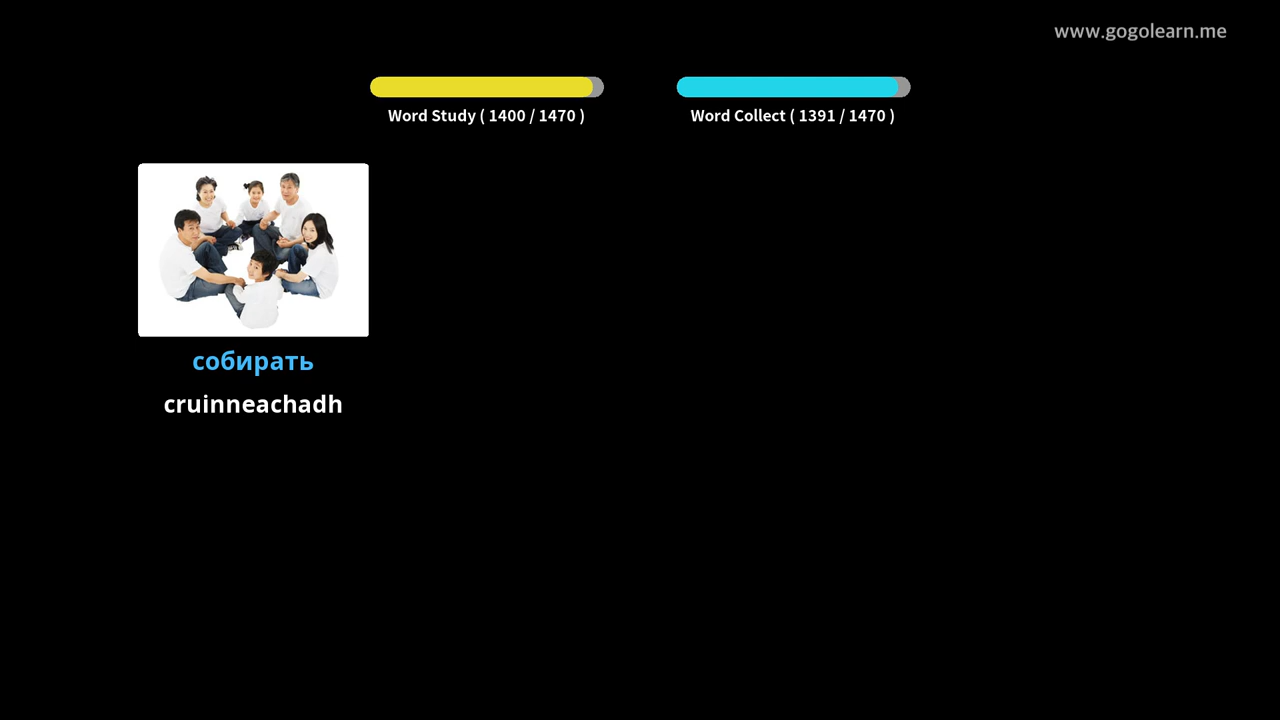 www.gogolearn.me
Word Study ( 1400 / 1470 )
Word Collect ( 1391 / 1470 )
собирать
cruinneachadh